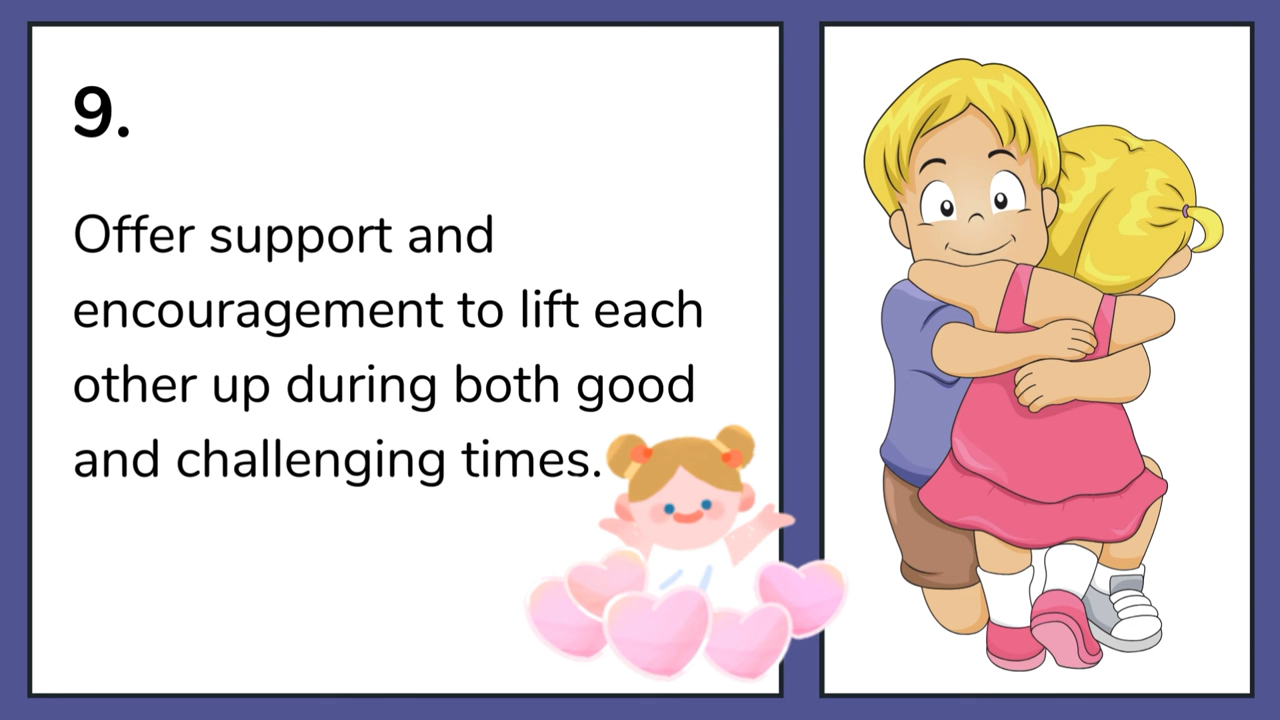 9.
Offer support and
encouragement to lift each
other up during both good
and challenging times.